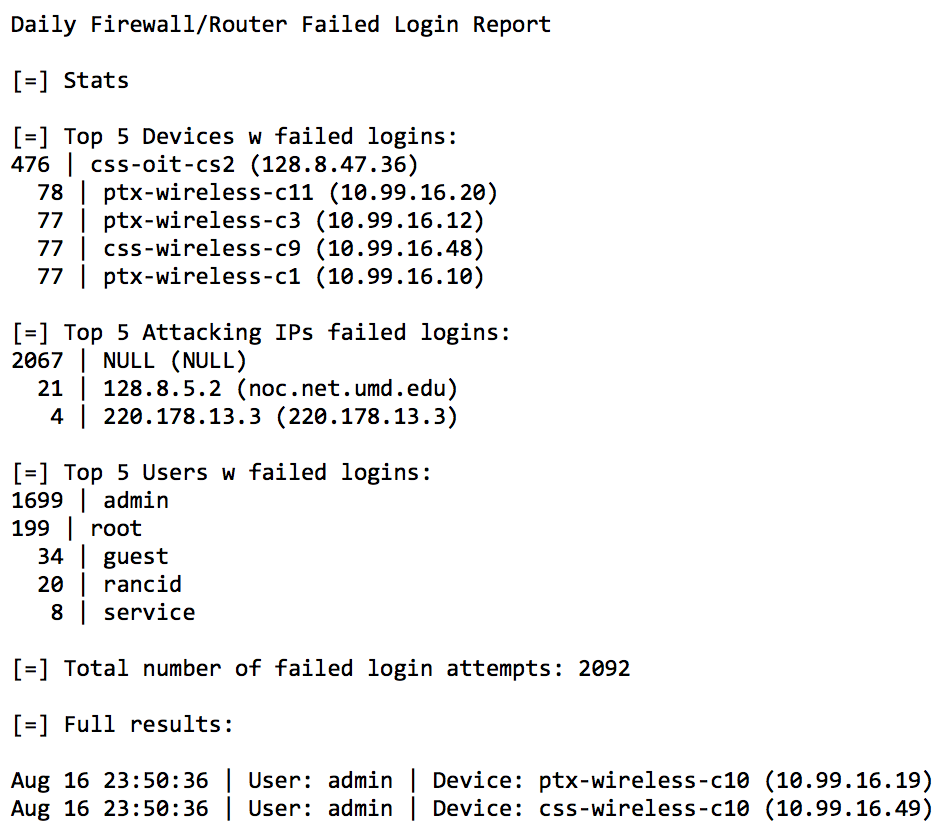 Daily Firewall/Router Failed Login Report
[=] Stats
[=] Top 5 Devices w failed logins:
476 | css-oit-cs2 (128.8.47.36)
78 | ptx-wireless-c11 (10.99.16.20)
77 | ptx-wireless-c3 (10.99.16.12)
77 | css-wireless-c9 (10.99.16.48)
77 | ptx-wireless-c1 (10.99.16.10)
[=] Top 5 Attacking IPs failed logins:
2067 | NULL (NULL)
21 | 128.8.5.2 (noc.net.umd.edu)
4 | 220.178.13.3 (220.178.13.3)
[=] Top 5 Users w failed logins:
1699 | admin
199 | root
34 | guest
20 | rancid
8 | service
[=] Total number of failed login attempts: 2092
[=] Full results:
Aug 16 23:50:36 | User: admin | Device: ptx-wireless-c10 (10.99.16.19)
Aug 16 23:50:36 | User: admin | Device: css-wireless-c10 (10.99.16.49)